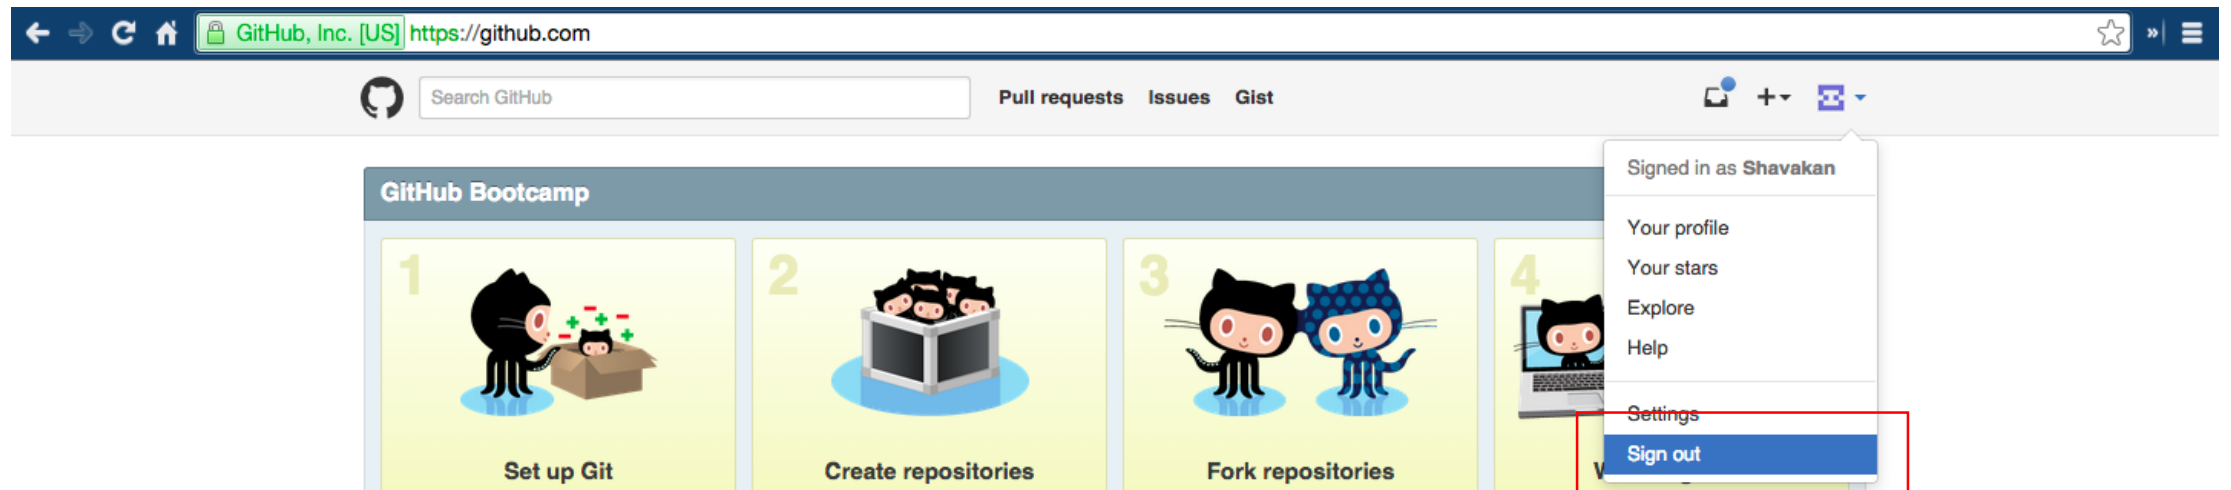 GitHub, Inc. [US] https://github.com
Search GitHub
Pull requests Issues Gist
Signed in as Shavakan
GitHub Bootcamp
Your profile
Your stars
Explore
Help
Settings
Sign out
1
2
3
4
Set up Git
Create repositories
Fork repositories